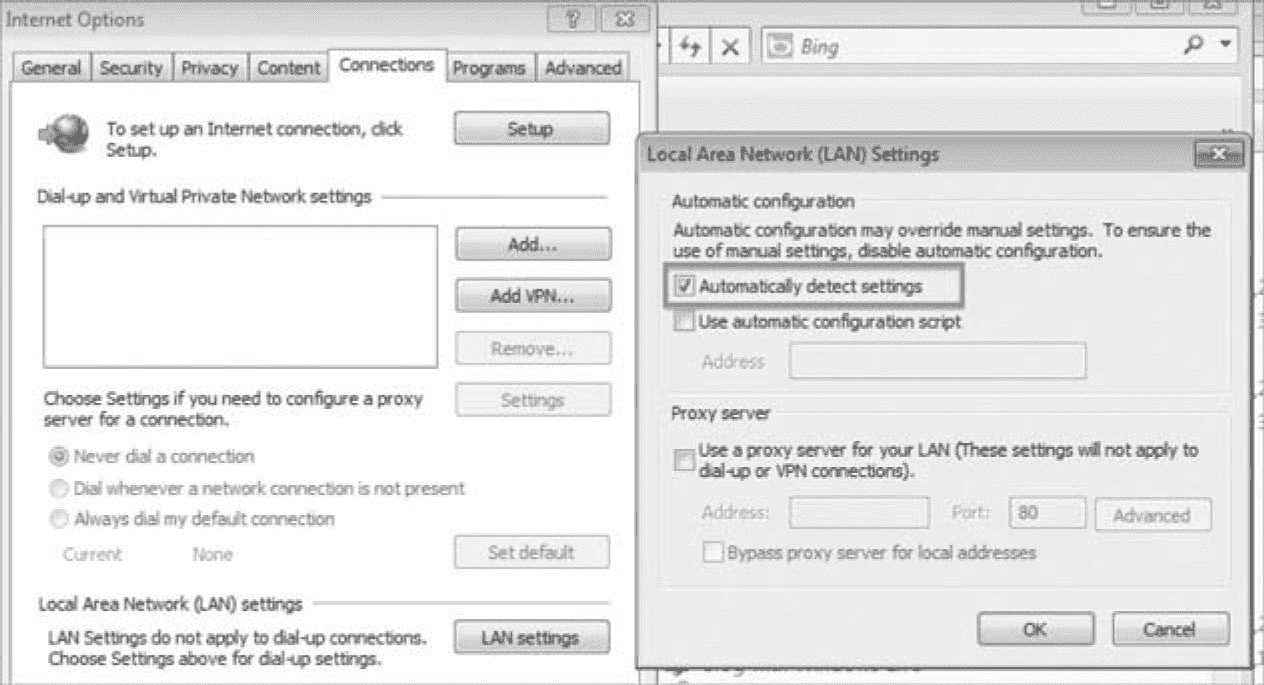 Internet Options
General Security Privacy Content Connections Programs Advanced
To set up an Internet connection, click
Setup.
Setup
Dial-up and Virtual Private Network settings
Add...
Add VPN...
Remove...
Choose Settings if you need to configure a proxy
server for a connection.
Settings
Never dial a connection
Dial whenever a network connection is not present
Always dial my default connection
Current None
Set default
Local Area Network (LAN) settings
LAN Settings do not apply to dial-up connections.
Choose Settings above for dial-up settings.
LAN settings
Bing
Local Area Network (LAN) Settings
Automatic configuration
Automatic configuration may override manual settings. To ensure the
use of manual settings, disable automatic configuration.
Automatically detect settings
Use automatic configuration script
Address
Proxy server
Use a proxy server for your LAN (These settings will not apply to
dial-up or VPN connections).
Address: Port: 80 Advanced
Bypass proxy server for local addresses
OK Cancel